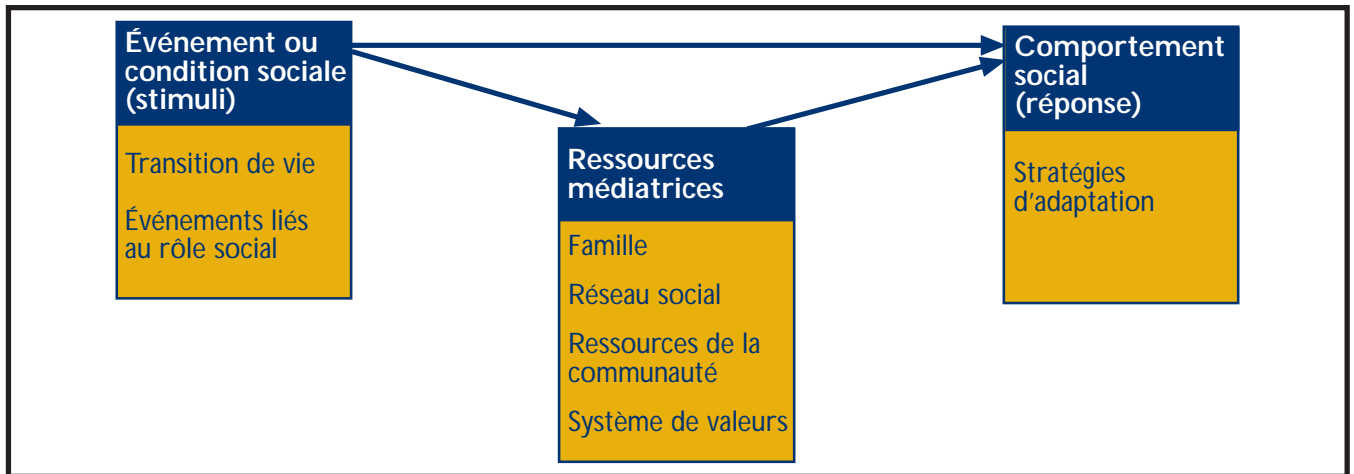 Événement ou
condition sociale
(stimuli)
Transition de vie
Événements liés
au rôle social
Ressources
médiatrices
Famille
Réseau social
Ressources de la
communauté
Système de valeurs
Comportement
social
(réponse)
Stratégies
d'adaptation